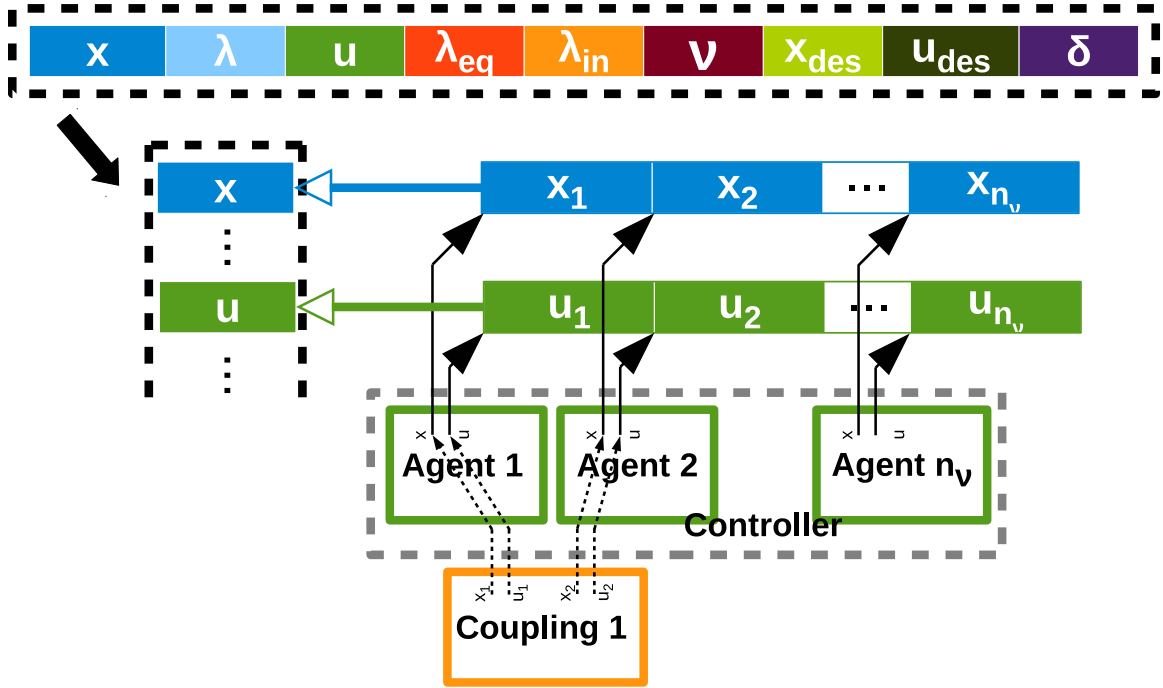 x λ u λeq λin ν xdes udes δ
x x1 x2 ... xnν
⋮
u u1 u2 ... unν
⋮
x u x u x u
Agent 1 Agent 2 Agent nν
Controller
x1 u1 x2 u2
Coupling 1